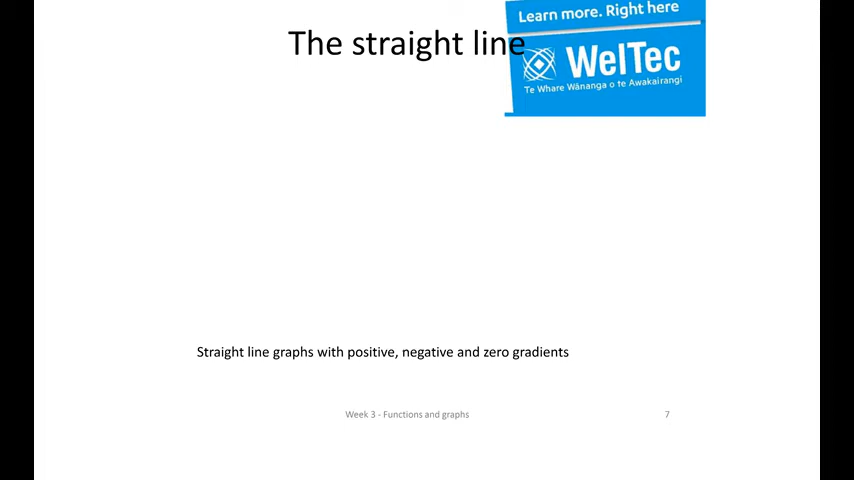 The straight line
Learn more. Right here
WelTec
Te Whare Wānanga o te Awakairangi
Straight line graphs with positive, negative and zero gradients
Week 3 - Functions and graphs
7